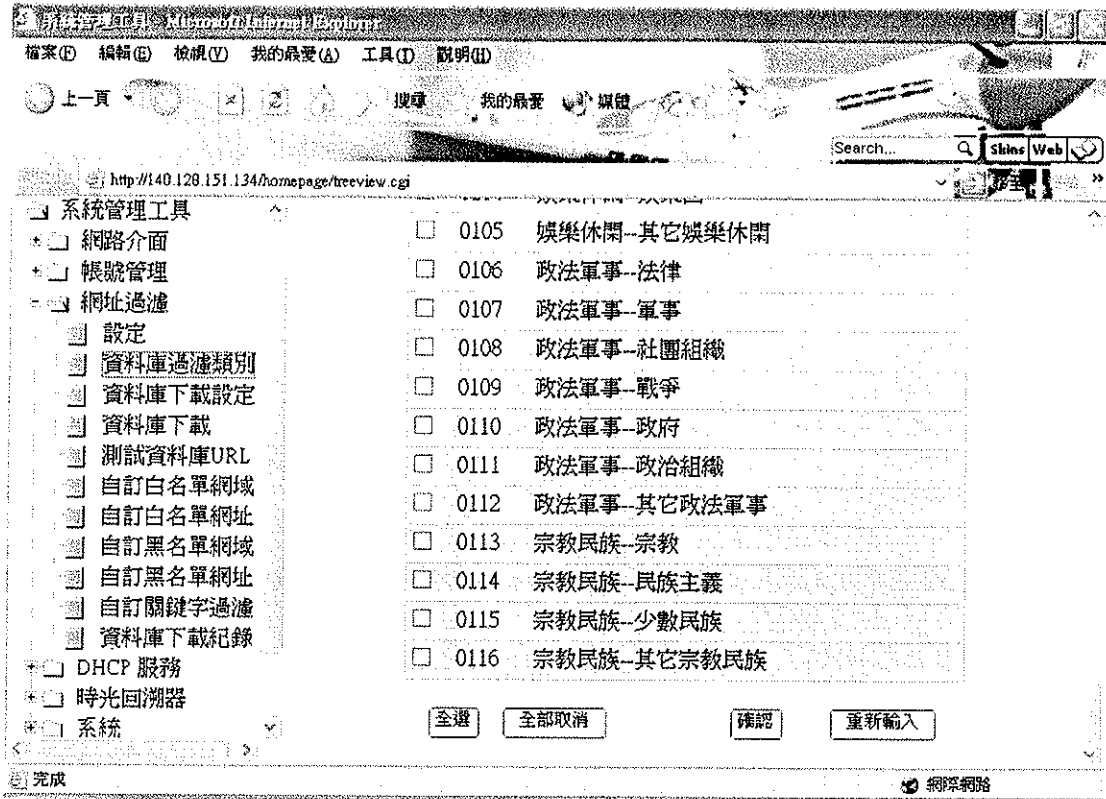 系統管理工具 - Microsoft Internet Explorer
檔案(F) 編輯(E) 檢視(V) 我的最愛(A) 工具(T) 說明(H)
上一頁 搜尋 我的最愛 媒體
Search... Skins Web
http://140.128.151.134/homepage/treeview.cgi
系統管理工具
網路介面
帳號管理
網址過濾
設定
資料庫過濾類別
資料庫下載設定
資料庫下載
測試資料庫URL
自訂白名單網域
自訂白名單網址
自訂黑名單網域
自訂黑名單網址
自訂關鍵字過濾
資料庫下載紀錄
DHCP 服務
時光回溯器
系統
0105 娛樂休閑--其它娛樂休閑
0106 政法軍事--法律
0107 政法軍事--軍事
0108 政法軍事--社團組織
0109 政法軍事--戰爭
0110 政法軍事--政府
0111 政法軍事--政治組織
0112 政法軍事--其它政法軍事
0113 宗教民族--宗教
0114 宗教民族--民族主義
0115 宗教民族--少數民族
0116 宗教民族--其它宗教民族
全選 全部取消 確認 重新輸入
完成 網際網路